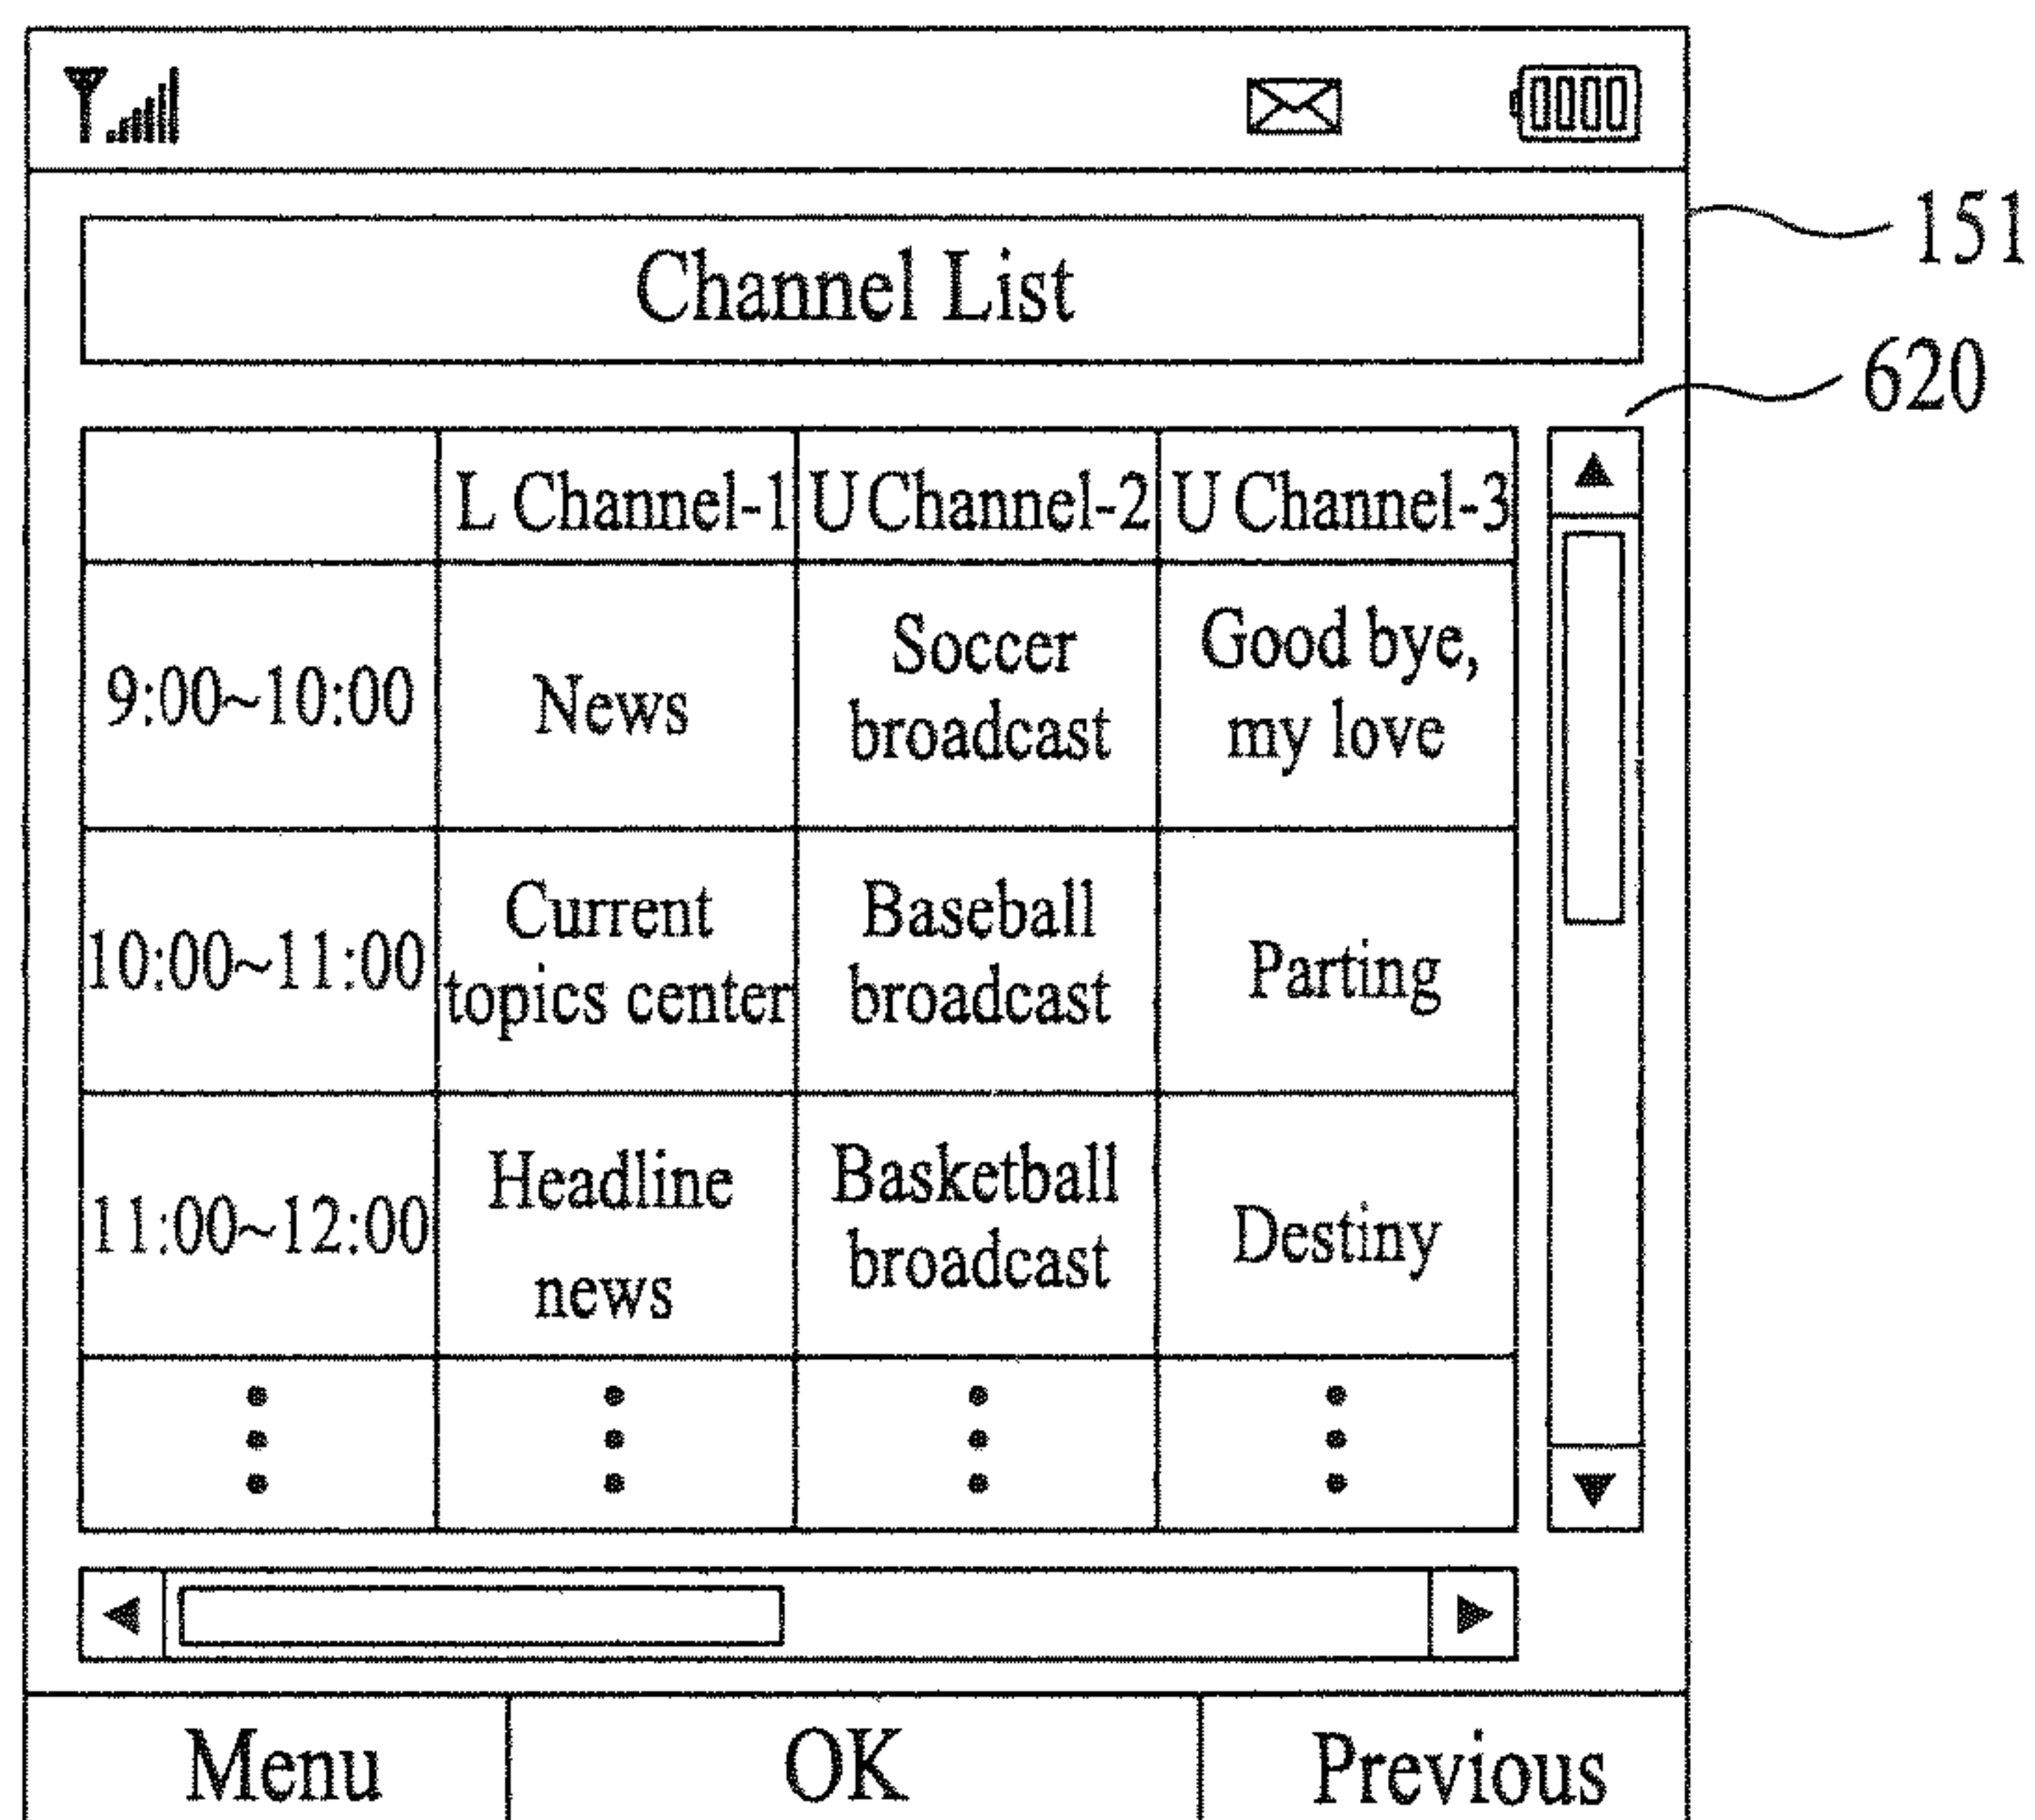 151
Channel List
620
L Channel-1 U Channel-2 U Channel-3
9:00~10:00
News
Soccer
broadcast
Good bye,
my love
10:00~11:00
Current
topics center
Baseball
broadcast
Parting
11:00~12:00
Headline
news
Basketball
broadcast
Destiny
Menu OK Previous